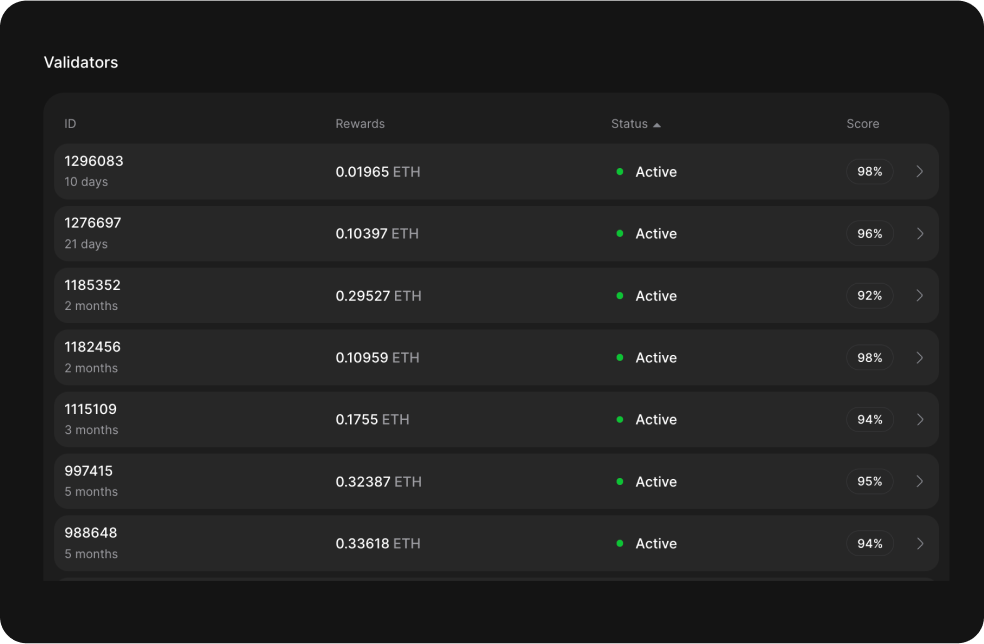 Validators
ID Rewards Status Score
1296083
10 days
0.01965 ETH Active 98%
1276697
21 days
0.10397 ETH Active 96%
1185352
2 months
0.29527 ETH Active 92%
1182456
2 months
0.10959 ETH Active 98%
1115109
3 months
0.1755 ETH Active 94%
997415
5 months
0.32387 ETH Active 95%
988648
5 months
0.33618 ETH Active 94%